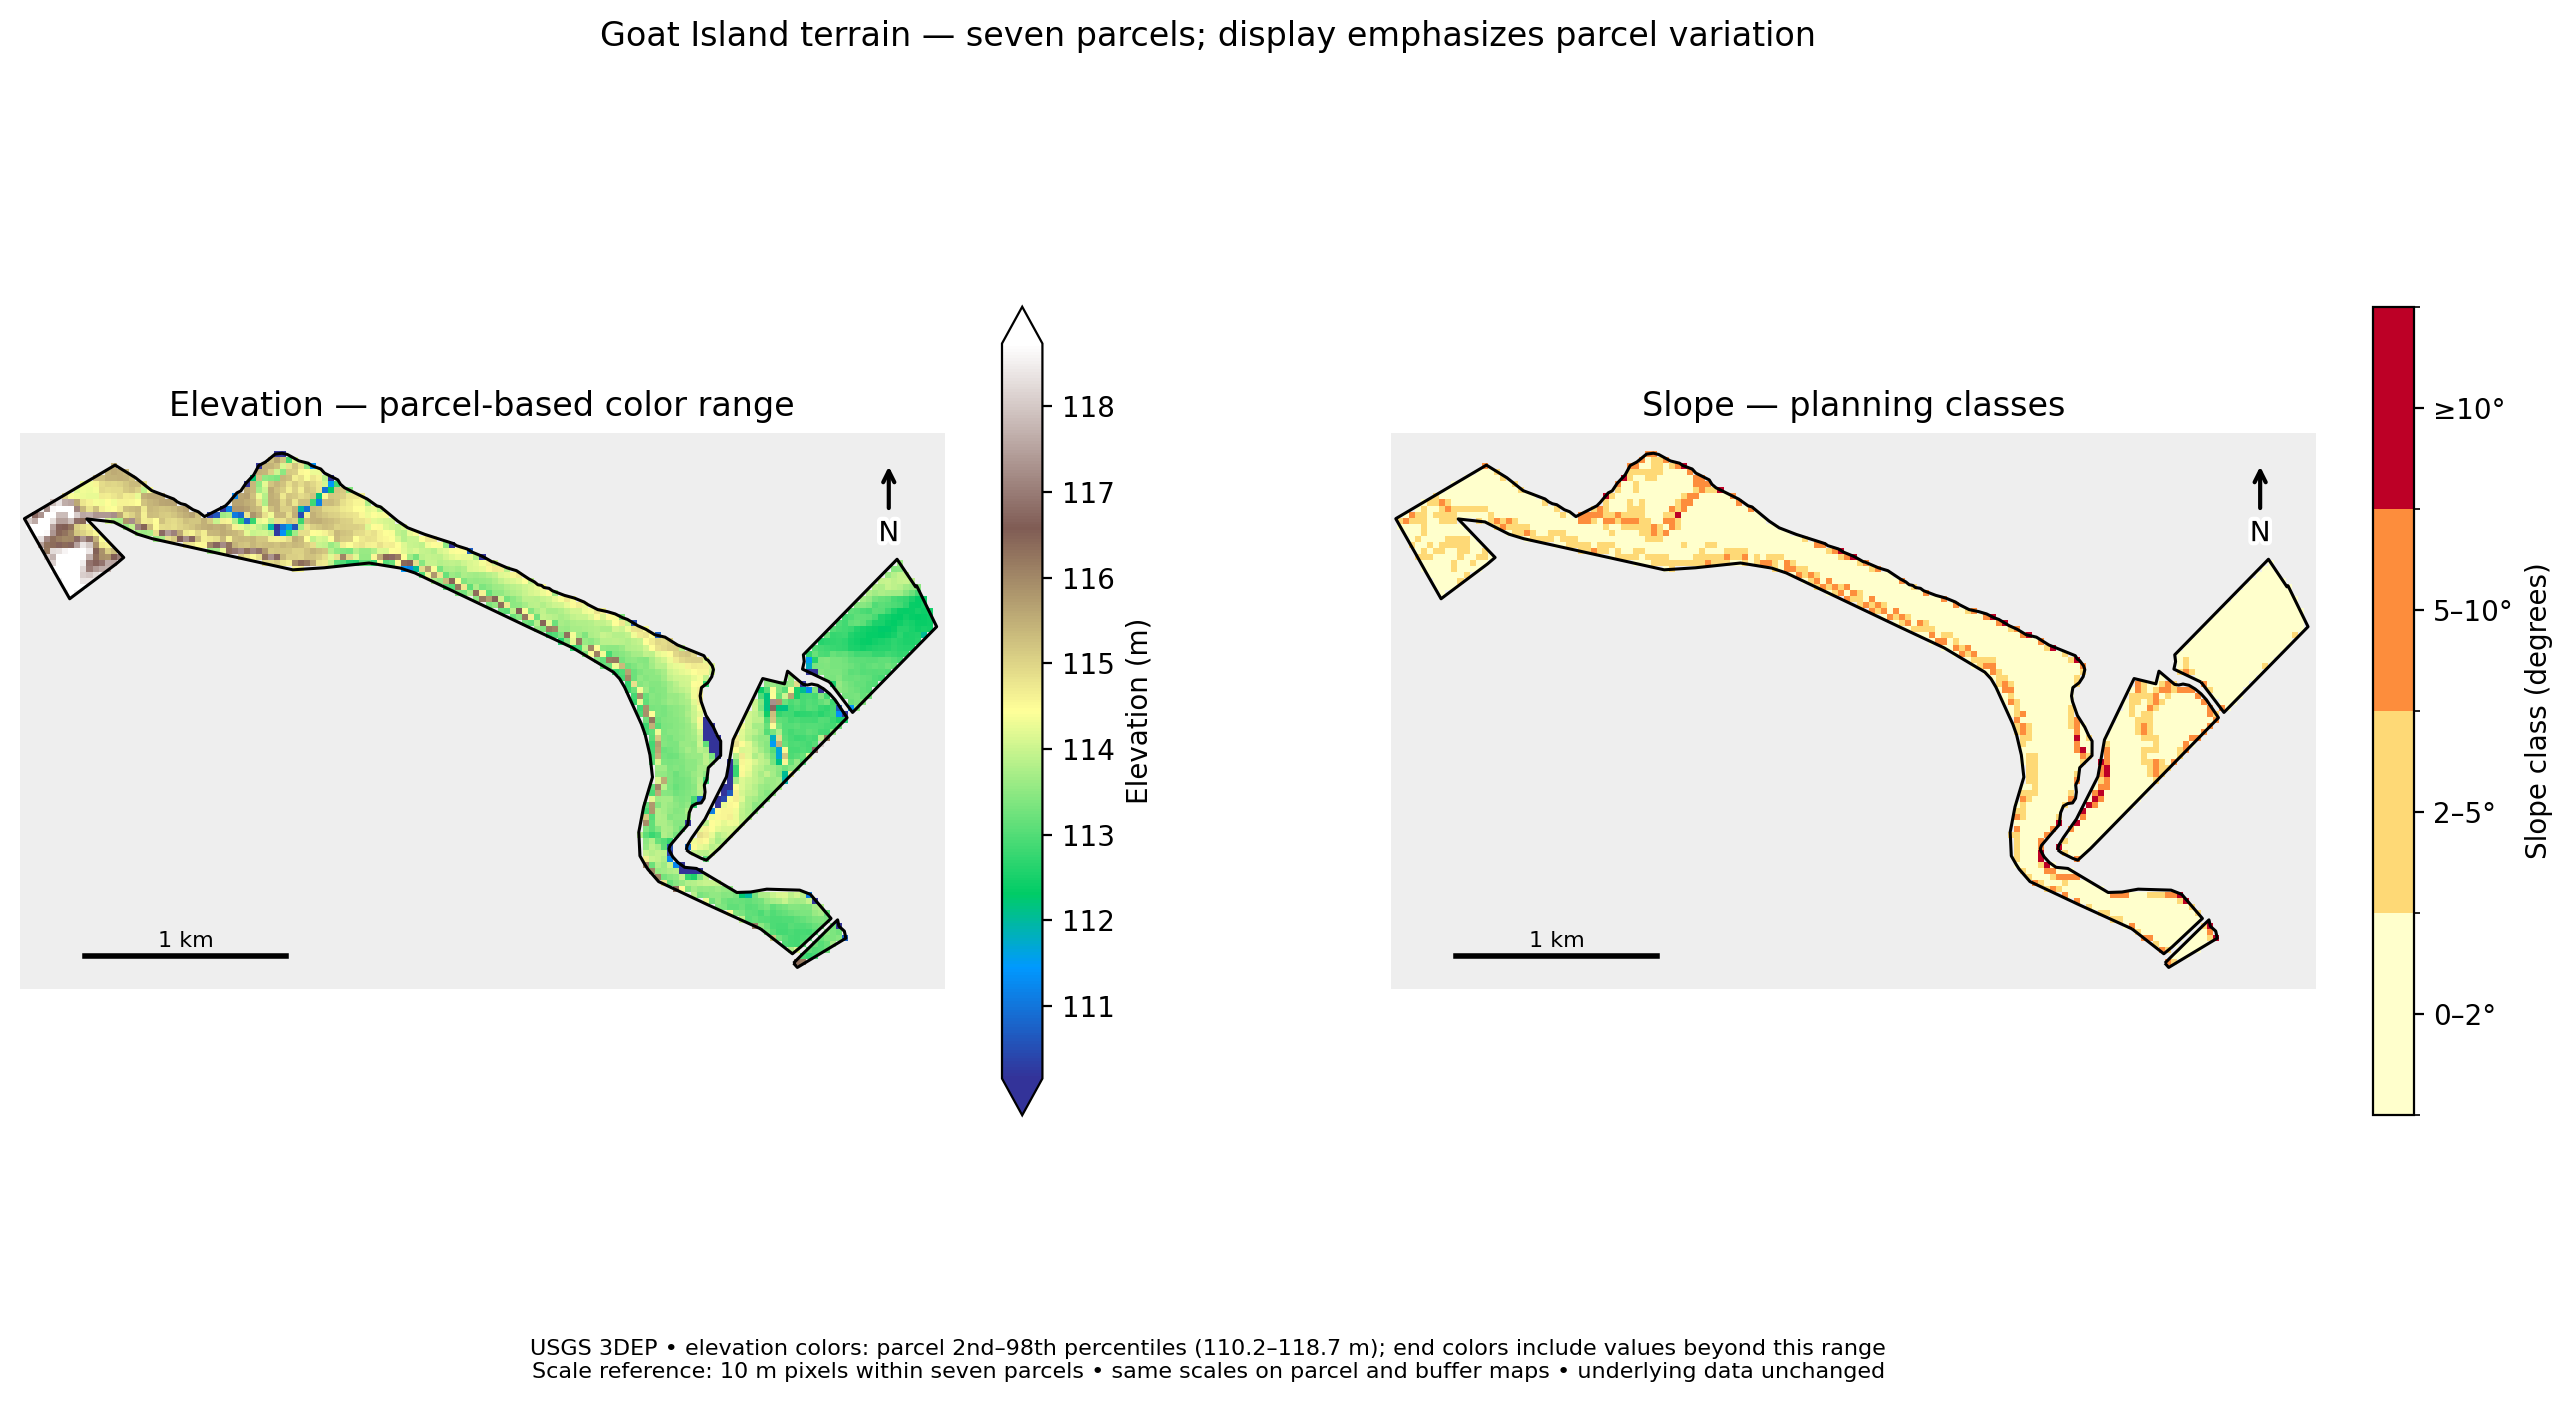 Goat Island terrain — seven parcels; display emphasizes parcel variation
Elevation — parcel-based color range
N
1 km
118
117
116
115
114
113
112
111
Elevation (m)
Slope — planning classes
N
1 km
≥10°
5–10°
2–5°
0–2°
Slope class (degrees)
USGS 3DEP • elevation colors: parcel 2nd–98th percentiles (110.2–118.7 m); end colors include values beyond this range
Scale reference: 10 m pixels within seven parcels • same scales on parcel and buffer maps • underlying data unchanged